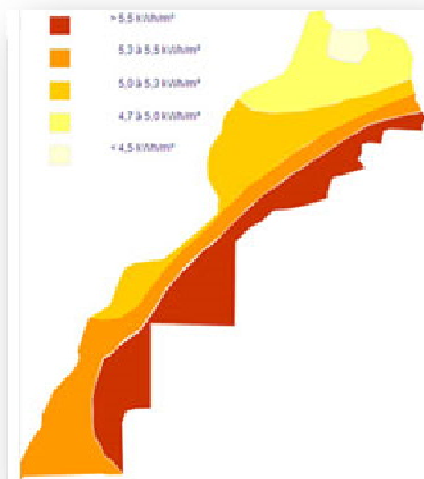 > 5,5 kWh/m²
5,3 à 5,5 kWh/m²
5,0 à 5,3 kWh/m²
4,7 à 5,0 kWh/m²
< 4,5 kWh/m²